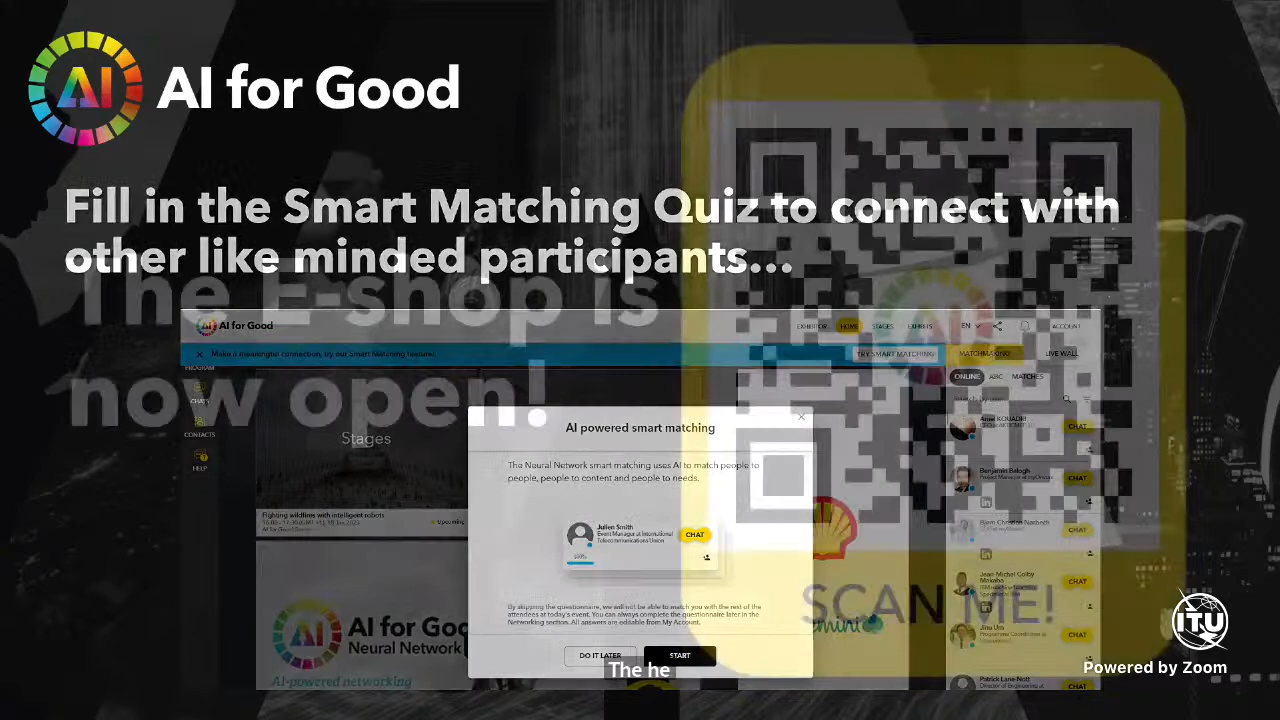 AI AI for Good
Fill in the Smart Matching Quiz to connect with
other like minded participants...
The E-shop is
now open!
AI for Good
EXHIBITOR HOME STAGES EXHIBITS EN ACCOUNT
Make a meaningful connection, try our Smart Matching feature!
TRY SMART MATCHING MATCHMAKING LIVE WALL
PROGRAM
CHATS
CONTACTS
HELP
Stages
ONLINE ABC MATCHES
AI powered smart matching
The Neural Network smart matching uses AI to match people to
people, people to content and people to needs.
Julien Smith
Event Manager at International
Telecommunications Union
CHAT
100%
By skipping the questionnaire, we will not be able to match you with the rest of the
attendees at today's event. You can always complete the questionnaire later in the
Networking section. All answers are editable from My Account.
DO IT LATER START
Fighting wildfires with intelligent robots
Upcoming
AI for Good
Neural Network
AI-powered networking
CHAT
Benjamin Balogh
CHAT
CHAT
Jean-Michel Golby
CHAT
CHAT
Patrick Lane-Nott
Director of Engineering at
CHAT
SCAN ME!
The he
ITU
Powered by Zoom